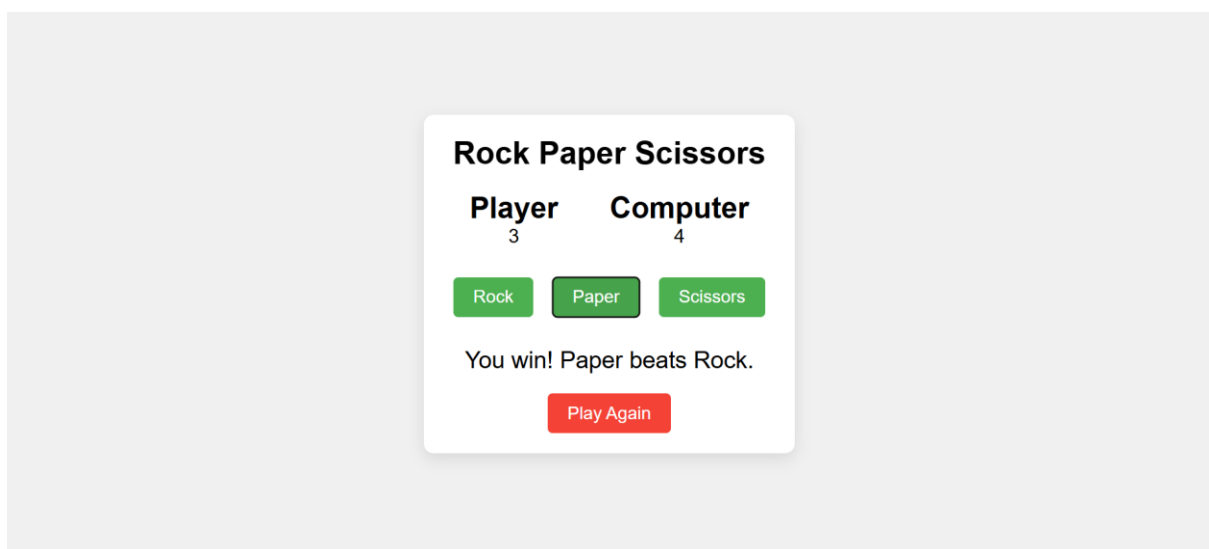 Rock Paper Scissors
Player Computer
3 4
Rock Paper Scissors
You win! Paper beats Rock.
Play Again